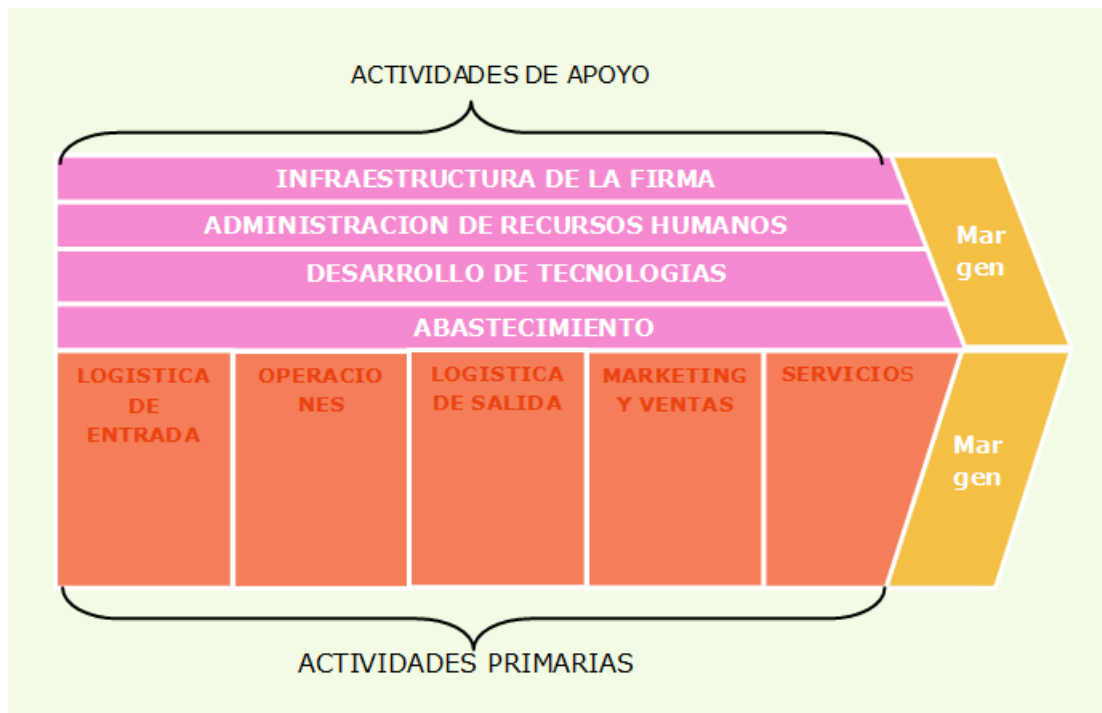 ACTIVIDADES DE APOYO
INFRAESTRUCTURA DE LA FIRMA
ADMINISTRACION DE RECURSOS HUMANOS
DESARROLLO DE TECNOLOGIAS
ABASTECIMIENTO
Mar
gen
LOGISTICA
DE
ENTRADA
OPERACIO
NES
LOGISTICA
DE SALIDA
MARKETING
Y VENTAS
SERVICIOS
Mar
gen
ACTIVIDADES PRIMARIAS